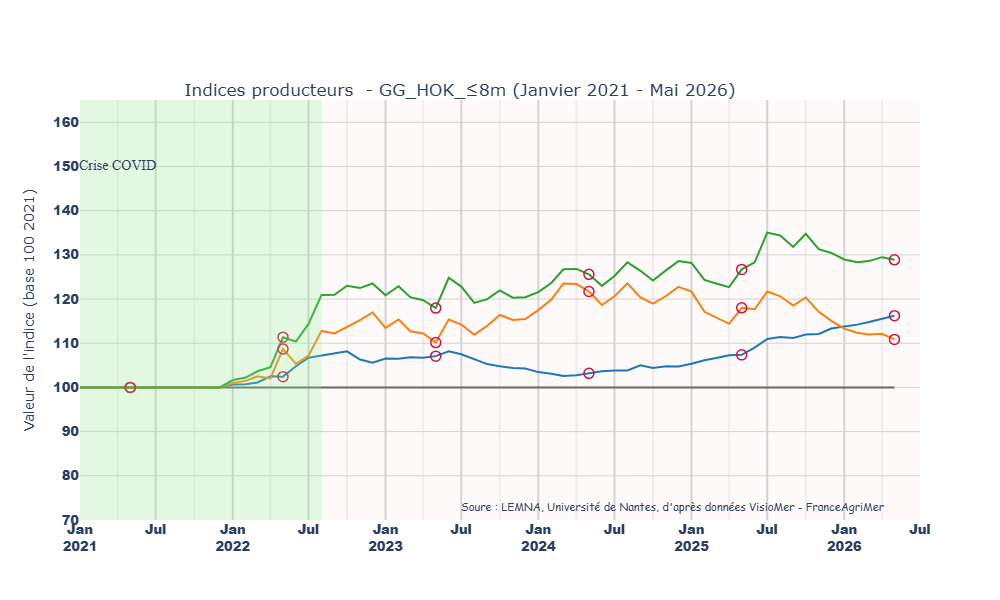 Indices producteurs - GG_HOK_≤8m (Janvier 2021 - Mai 2026)
Valeur de l'indice (base 100 2021)
160
150
Crise COVID
140
130
120
110
100
90
80
70
Soure : LEMNA, Université de Nantes, d'après données VisioMer - FranceAgriMer
Jan Jul Jan Jul Jan Jul Jan Jul Jan Jul Jan Jul
2021 2022 2023 2024 2025 2026